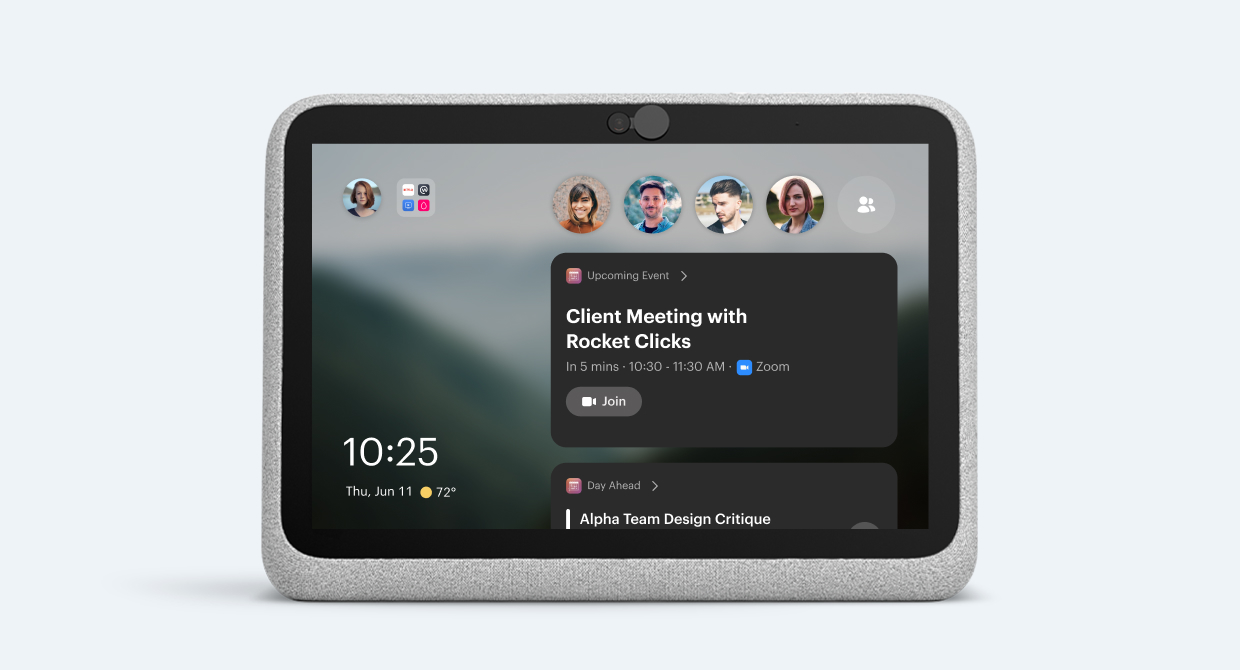 Upcoming Event
Client Meeting with
Rocket Clicks
In 5 mins · 10:30 - 11:30 AM · Zoom
Join
10:25
Thu, Jun 11 72°
Day Ahead
Alpha Team Design Critique